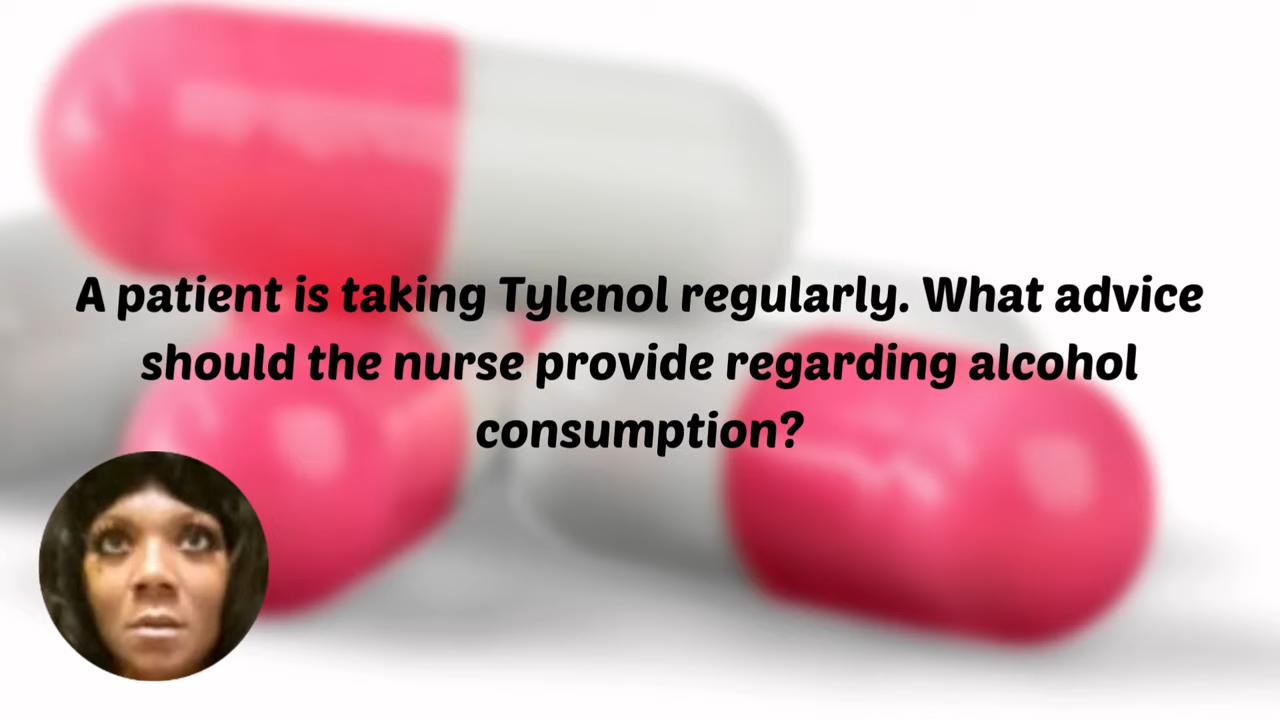 A patient is taking Tylenol regularly. What advice
should the nurse provide regarding alcohol
consumption?